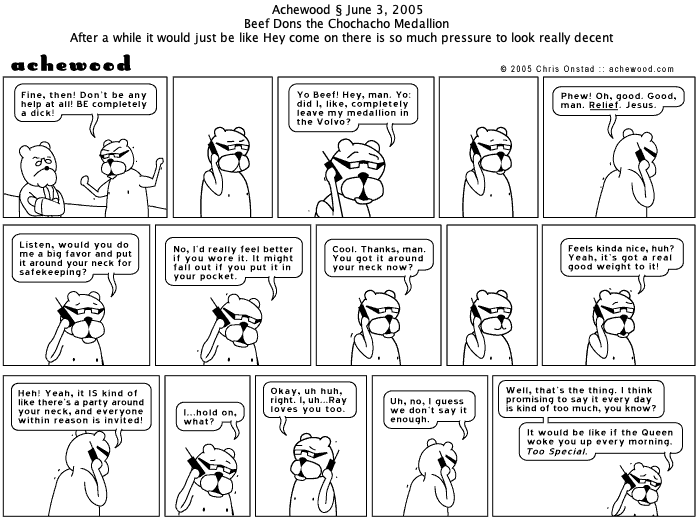 Achewood § June 3, 2005
Beef Dons the Chochacho Medallion
After a while it would just be like Hey come on there is so much pressure to look really decent
achewood
© 2005 Chris Onstad :: achewood.com
Fine, then! Don't be any
help at all! BE completely
a dick!
Yo Beef! Hey, man. Yo:
did I, like, completely
leave my medallion in
the Volvo?
Phew! Oh, good. Good,
man. Relief. Jesus.
Listen, would you do
me a big favor and put
it around your neck for
safekeeping?
No, I'd really feel better
if you wore it. It might
fall out if you put it in
your pocket.
Cool. Thanks, man.
You got it around
your neck now?
Feels kinda nice, huh?
Yeah, it's got a real
good weight to it!
Heh! Yeah, it IS kind of
like there's a party around
your neck, and everyone
within reason is invited!
I...hold on,
what?
Okay, uh huh,
right. I, uh...Ray
loves you too.
Uh, no, I guess
we don't say it
enough.
Well, that's the thing. I think
promising to say it every day
is kind of too much, you know?
It would be like if the Queen
woke you up every morning.
Too Special.